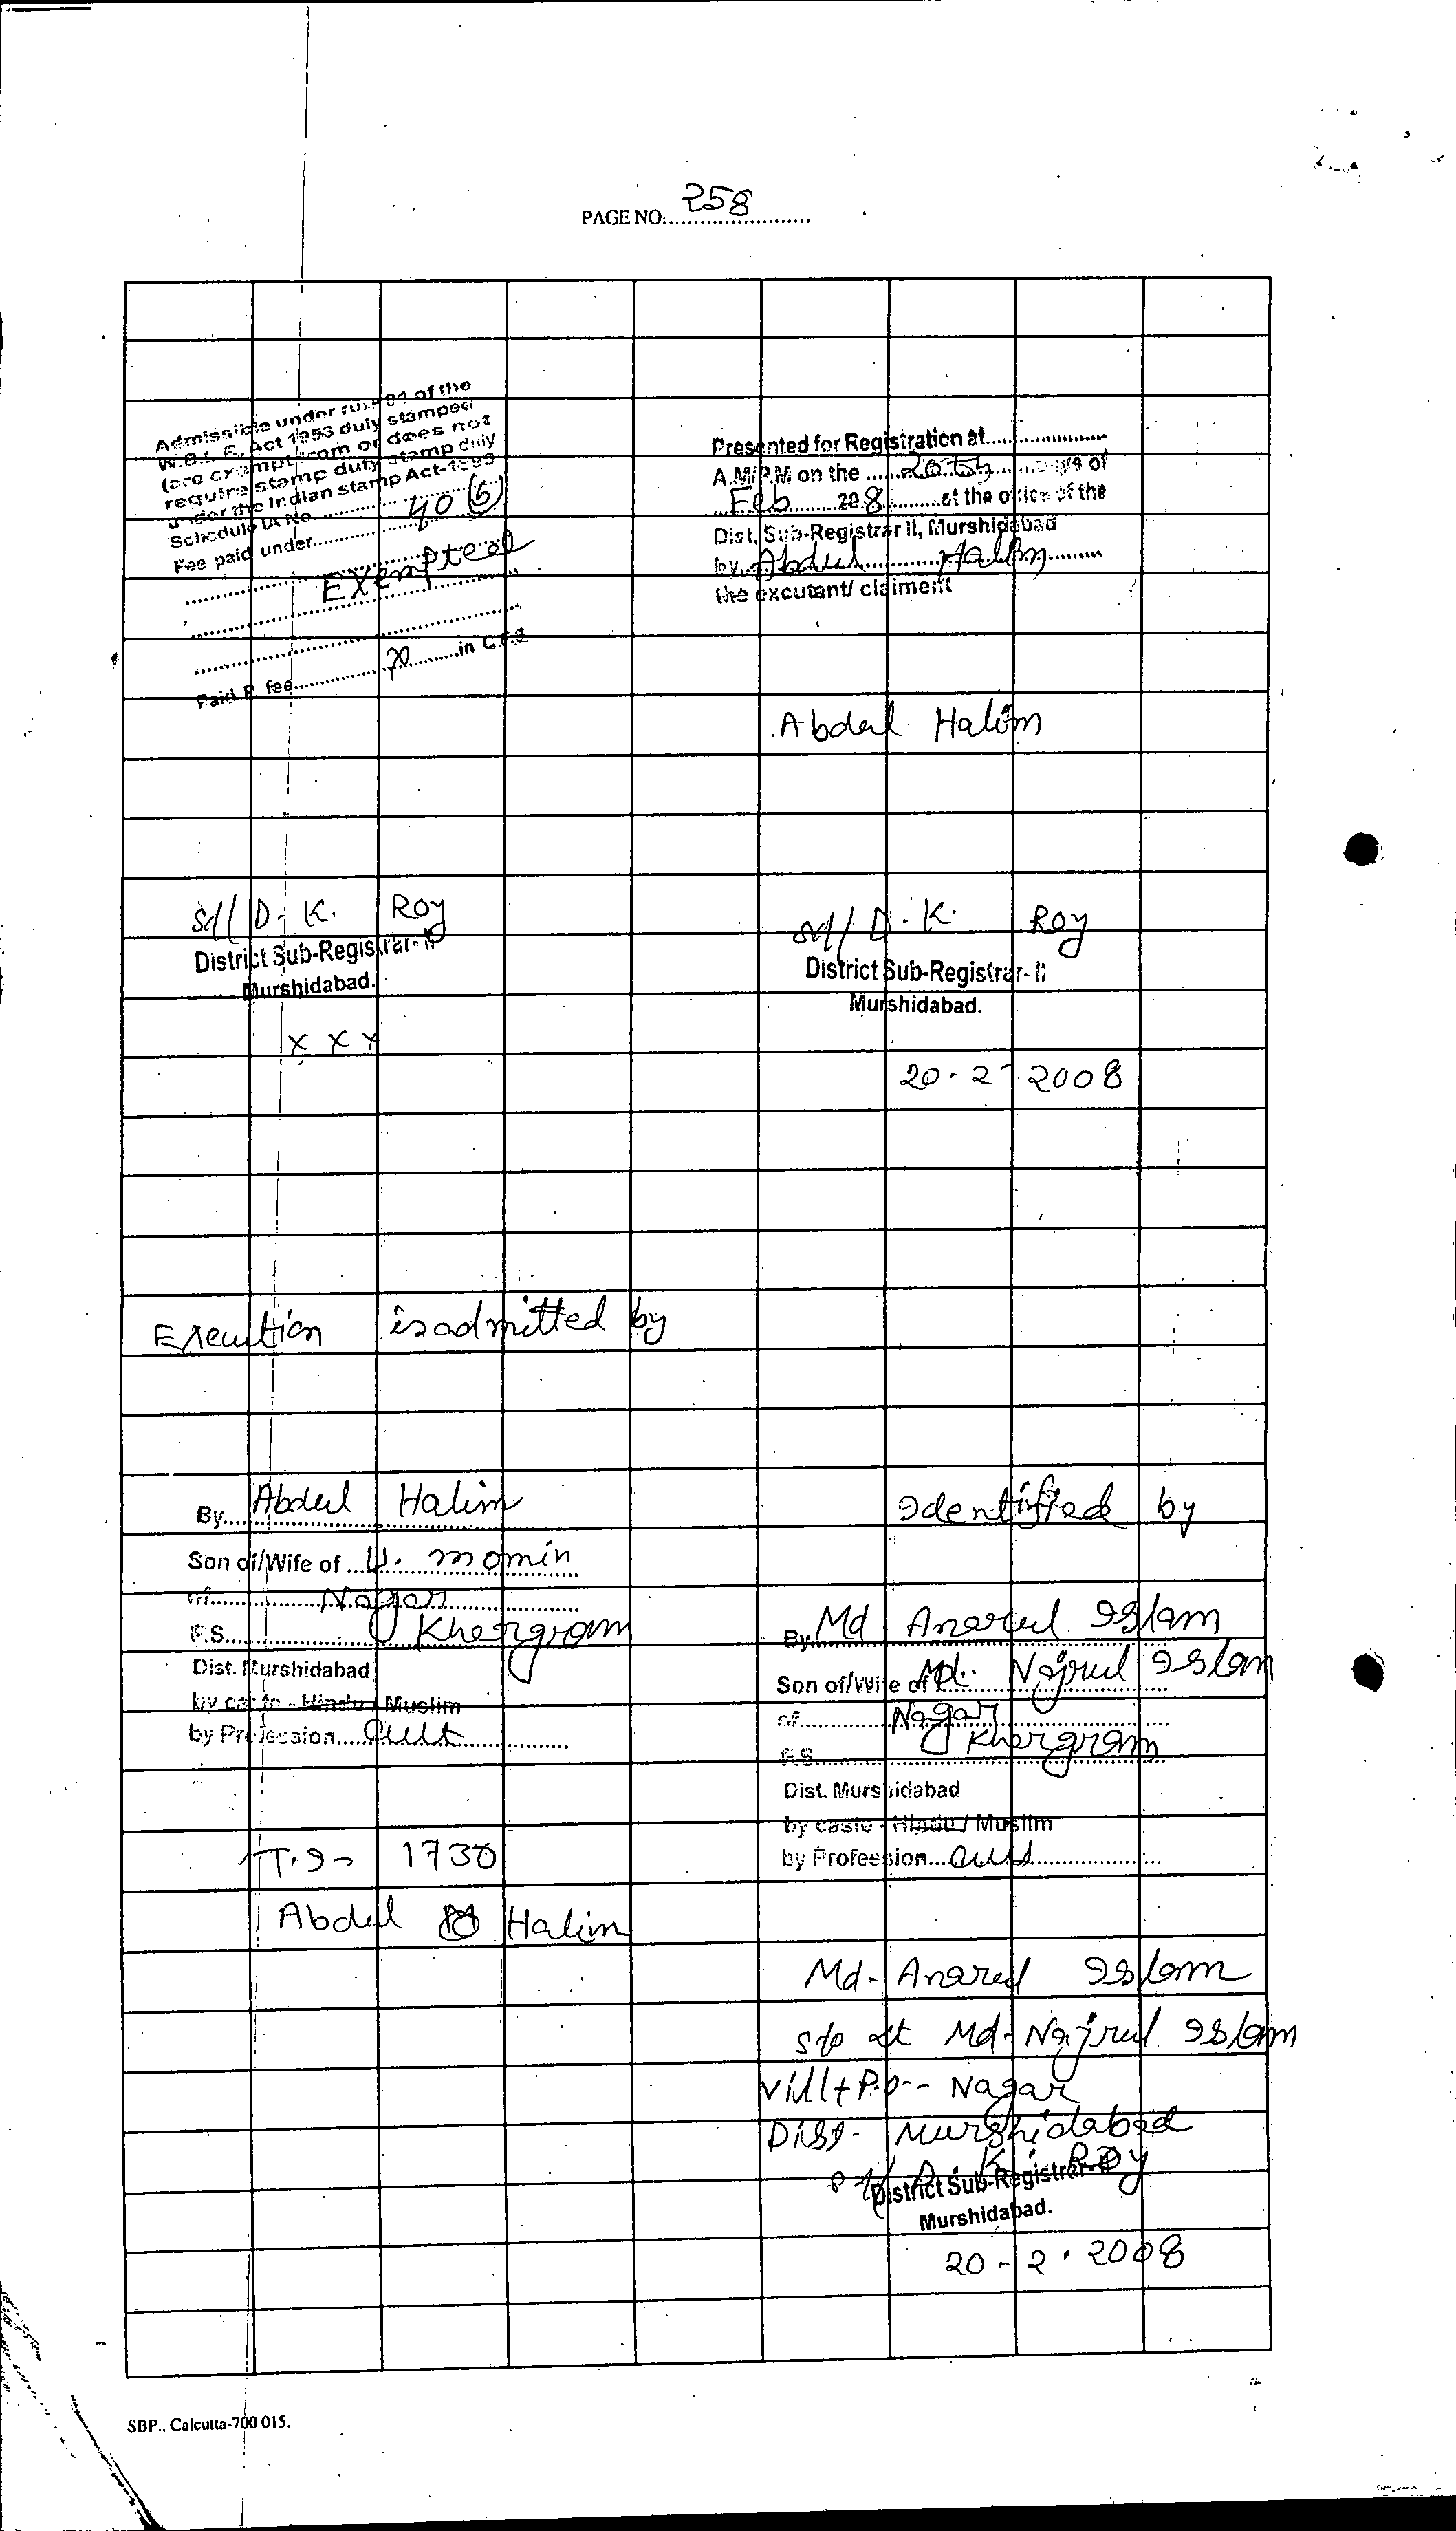 PAGE NO. 258
Admissible under rule 21 of the
W.B.L.R. Act 1956 duly stamped
(are exempt from or does not
require stamp duty stamp duty
under the Indian stamp Act-1899
Schedule IA No. 40 (b)
Fee paid under
Exempted
Paid P. fee in C.F.S
Presented for Registration at
A.M/P.M on the 20th days of
Feb 2008 at the office of the
Dist. Sub-Registrar II, Murshidabad
by Abdul Halim
the excutant/ claiment
Abdul Halim
Sd/ D. K. Roy
District Sub-Registrar-II
Murshidabad.
x x x
Sd/ D. K. Roy
District Sub-Registrar-II
Murshidabad.
20.2.2008
Execution is admitted by
By Abdul Halim
Son of/Wife of U. momin
of Nagar
P.S. Khargram
Dist. Murshidabad
by caste - Hindu / Muslim
by Profession Cult
T.I- 1730
Abdul Halim
Identified by
By Md Anarul Islam
Son of/Wife of Md. Najrul Islam
of Nagar
P.S. Khargram
Dist. Murshidabad
by caste - Hindu / Muslim
by Profession Cult
Md. Anarul Islam
S/o Lt Md. Najrul Islam
Vill+P.O-- Nagar
Dist- Murshidabad
Sd/ D. K. Roy
District Sub-Registrar-II
Murshidabad.
20-2.2008
SBP., Calcutta-700 015.